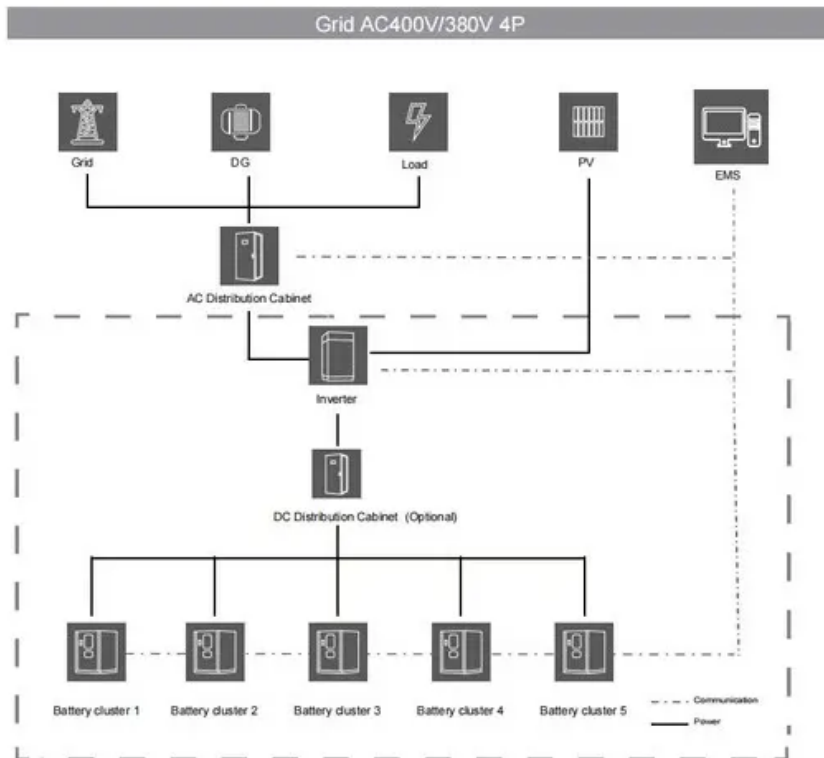 Grid AC400V/380V 4P
Grid
DG
Load
PV
EMS
AC Distribution Cabinet
Inverter
DC Distribution Cabinet (Optional)
Battery cluster 1
Battery cluster 2
Battery cluster 3
Battery cluster 4
Battery cluster 5
Communication
Power